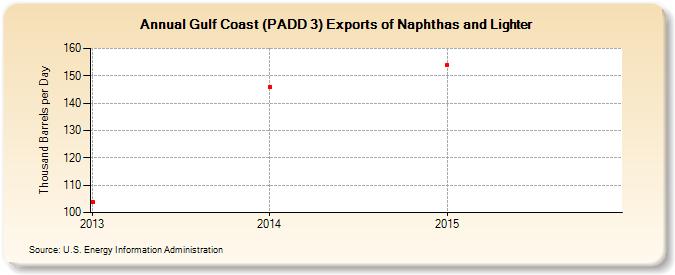 Annual Gulf Coast (PADD 3) Exports of Naphthas and Lighter
Thousand Barrels per Day
160
150
140
130
120
110
100
2013 2014 2015
Source: U.S. Energy Information Administration